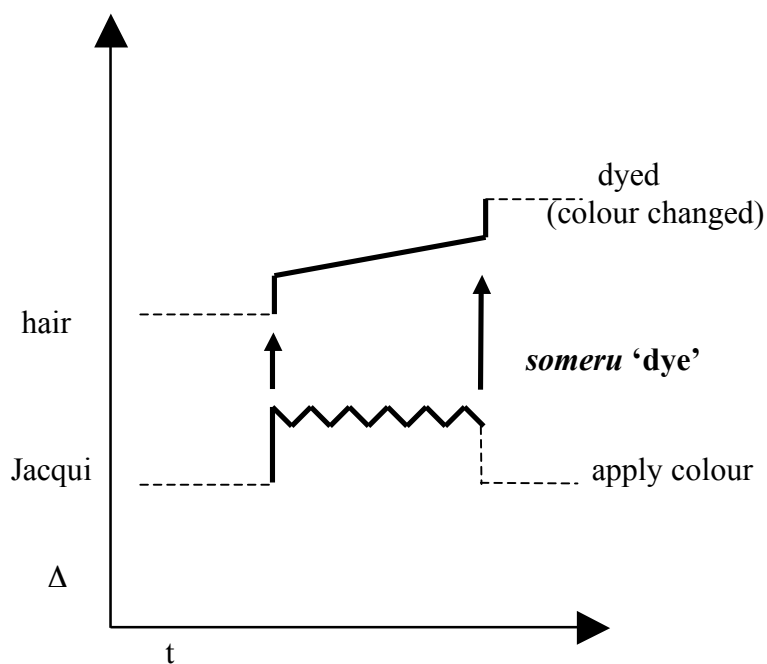 dyed
(colour changed)
hair
someru ‘dye’
Jacqui
apply colour
Δ
t